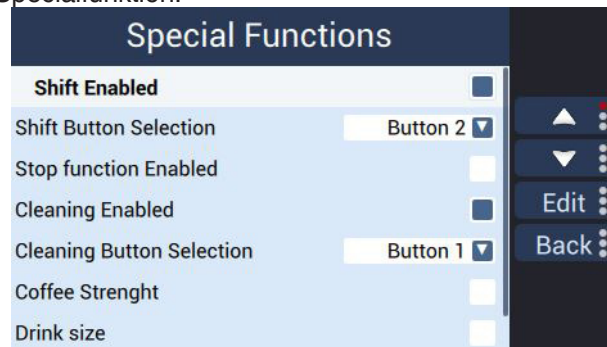 Specialfunktion.
Special Functions
Shift Enabled
Shift Button Selection Button 2
Stop function Enabled
Cleaning Enabled
Cleaning Button Selection Button 1
Coffee Strenght
Drink size
Edit
Back